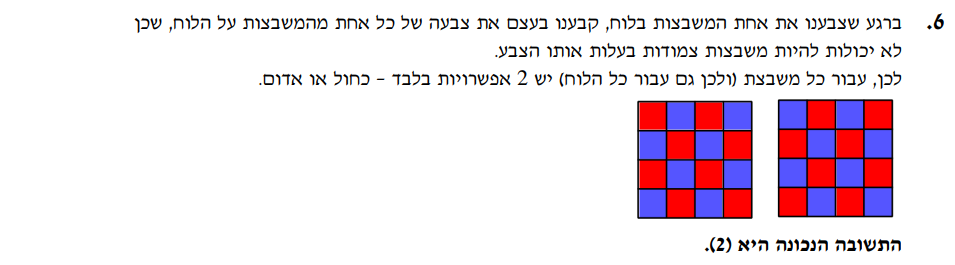 6. ברגע שצבענו את אחת המשבצות בלוח, קבענו בעצם את צבעה של כל אחת מהמשבצות על הלוח, שכן
לא יכולות להיות משבצות צמודות בעלות אותו הצבע.
לכן, עבור כל משבצת (ולכן גם עבור כל הלוח) יש 2 אפשרויות בלבד - כחול או אדום.
התשובה הנכונה היא (2).